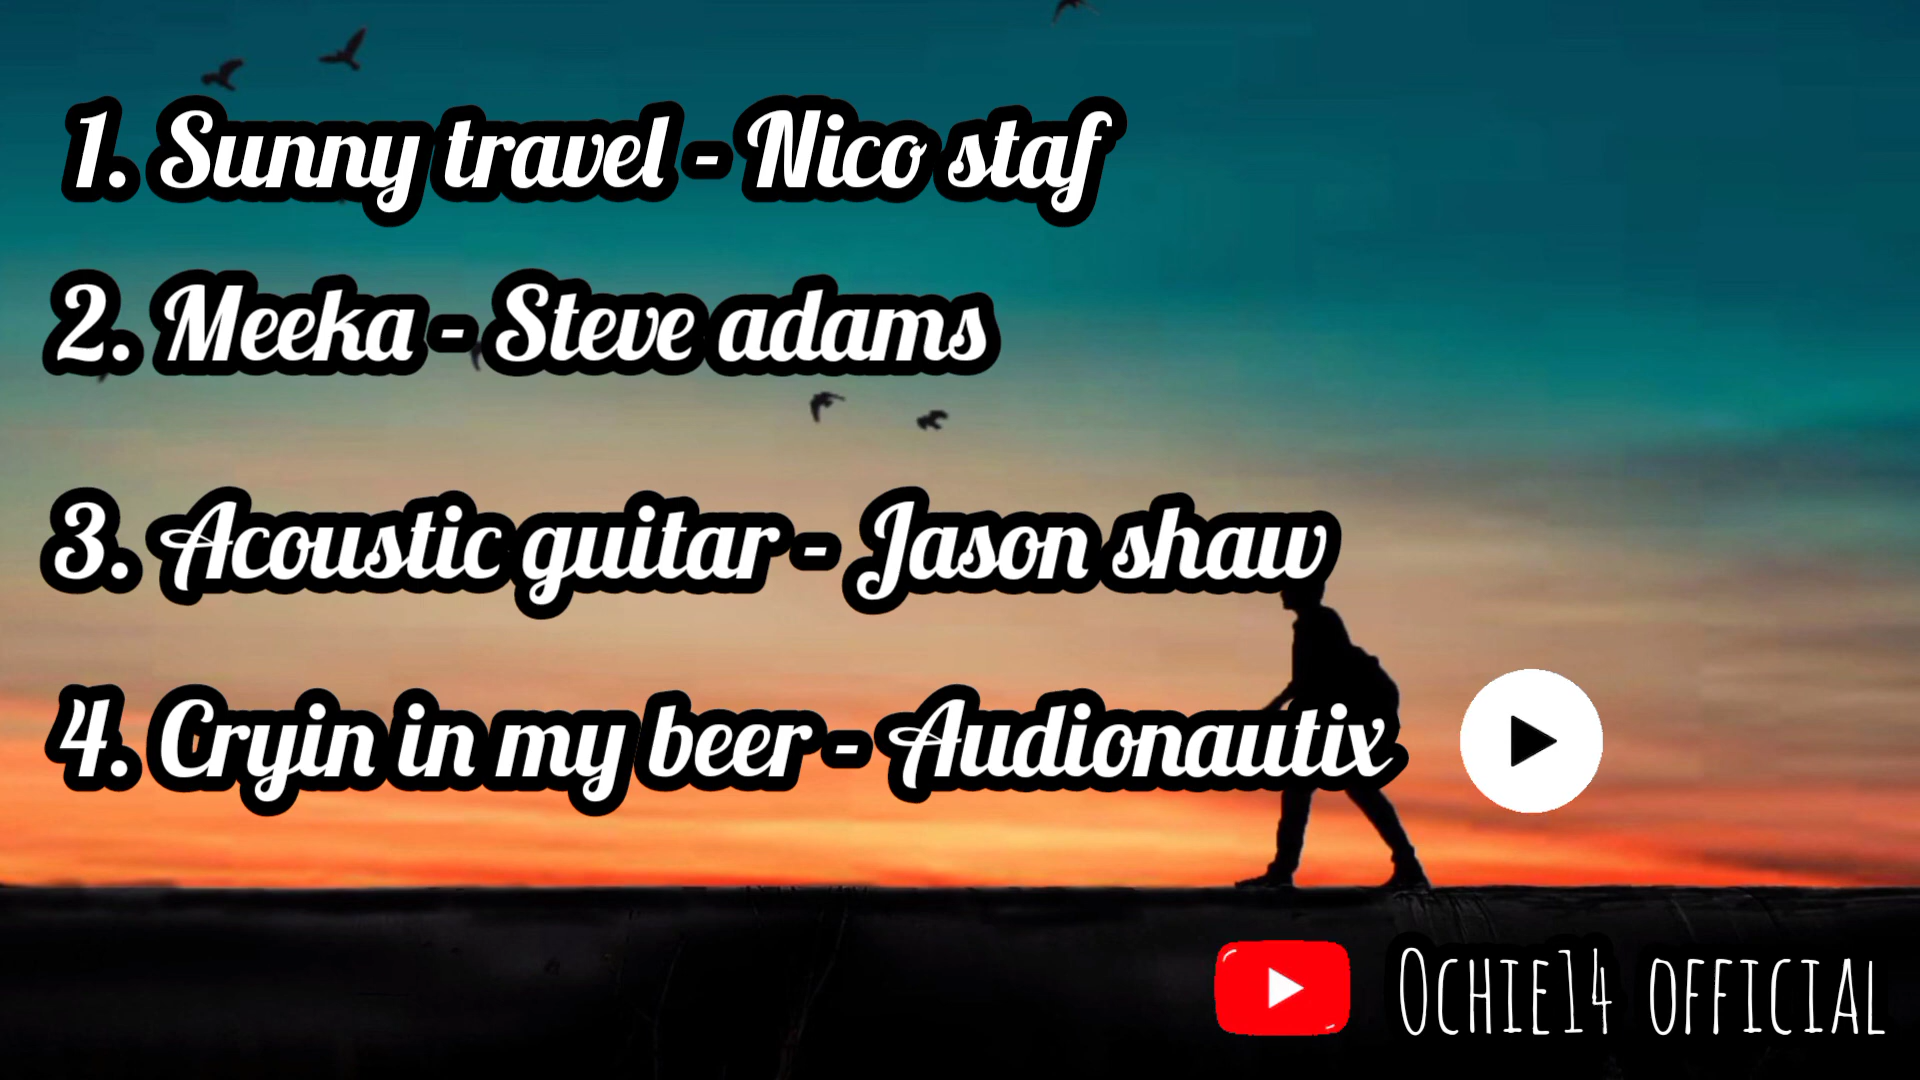 1. Sunny travel - Nico staf
2. Meeka - Steve adams
3. Acoustic guitar - Jason shaw
4. Cryin in my beer - Audionautix
Ochie14 official